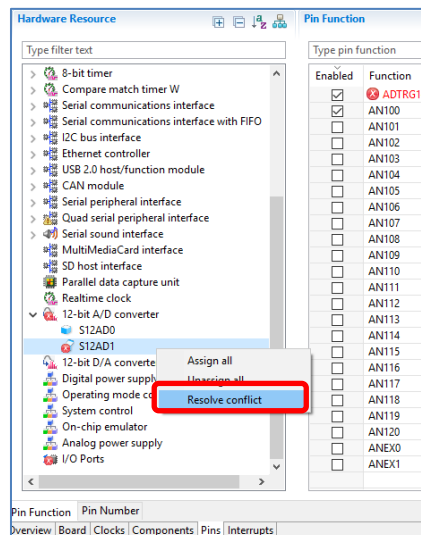 Hardware Resource
Type filter text
8-bit timer
Compare match timer W
Serial communications interface
Serial communications interface with FIFO
I2C bus interface
Ethernet controller
USB 2.0 host/function module
CAN module
Serial peripheral interface
Quad serial peripheral interface
Serial sound interface
MultiMediaCard interface
SD host interface
Parallel data capture unit
Realtime clock
12-bit A/D converter
S12AD0
S12AD1
12-bit D/A converte
Digital power supply
Operating mode co
System control
On-chip emulator
Analog power supply
I/O Ports
Assign all
Unassign all
Resolve conflict
Pin Function
Type pin function
Enabled Function
ADTRG1
AN100
AN101
AN102
AN103
AN104
AN105
AN106
AN107
AN108
AN109
AN110
AN111
AN112
AN113
AN114
AN115
AN116
AN117
AN118
AN119
AN120
ANEX0
ANEX1
Pin Function Pin Number
Overview Board Clocks Components Pins Interrupts